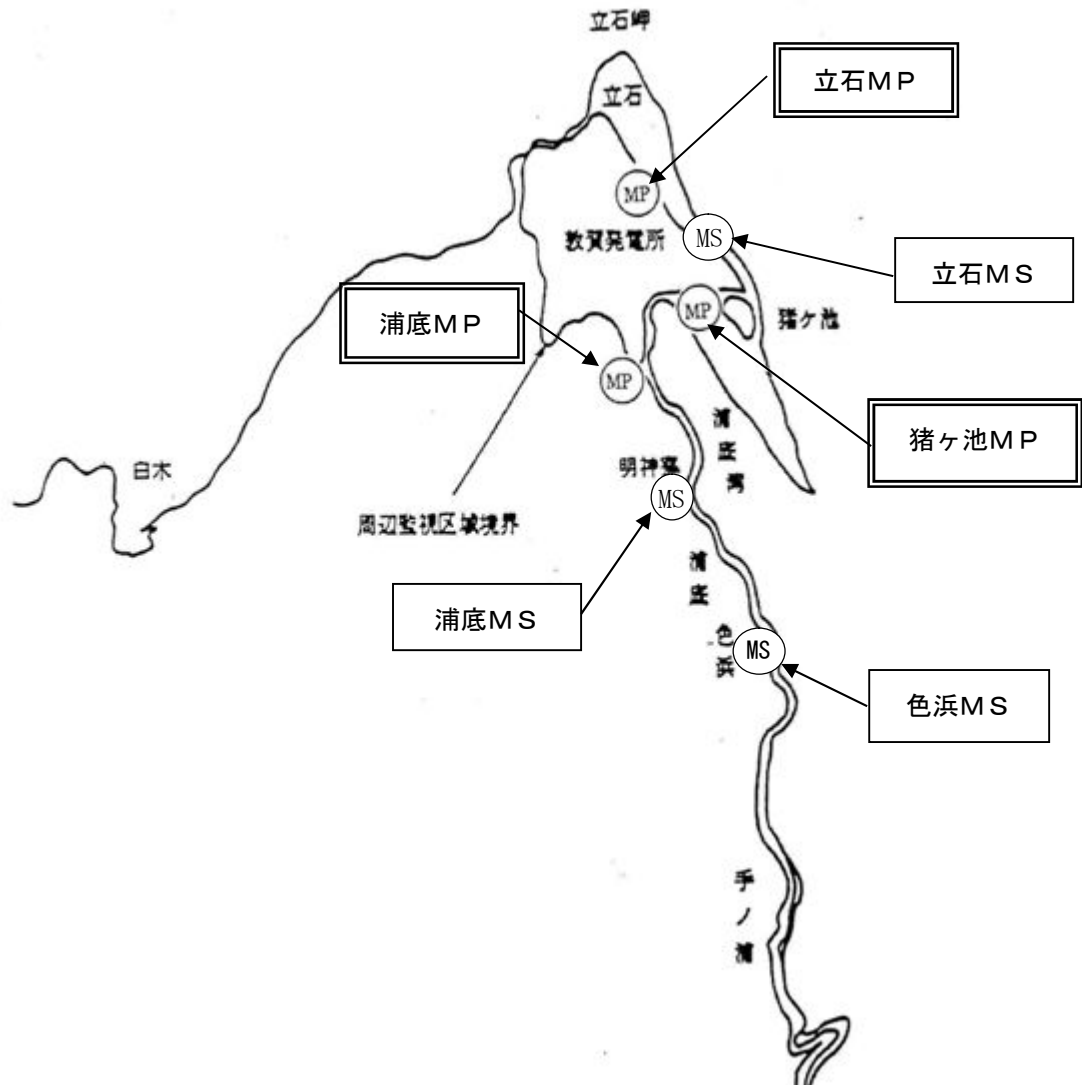 立石岬
立石MP
立石
MP
敦賀発電所
MS
立石MS
浦底MP
MP
猪ケ池
MP
浦底湾
猪ヶ池MP
白木
明神寮
MS
周辺監視区域境界
浦底
浦底MS
色浜
MS
色浜MS
手ノ浦